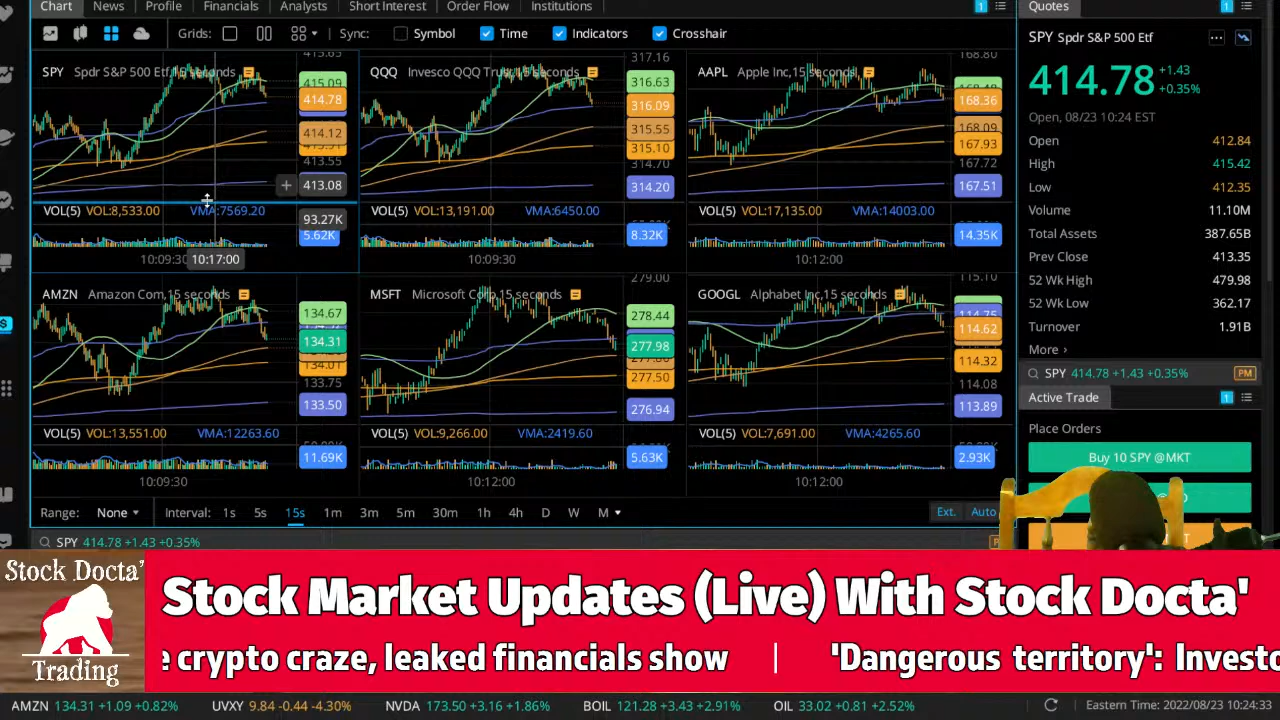 Chart News Profile Financials Analysts Short Interest Order Flow Institutions 1
Quotes 1
Grids: Sync: Symbol Time Indicators Crosshair
SPY Spdr S&P 500 Etf
414.78 +1.43
+0.35%
Open, 08/23 10:24 EST
Open 412.84
High 415.42
Low 412.35
Volume 11.10M
Total Assets 387.65B
Prev Close 413.35
52 Wk High 479.98
52 Wk Low 362.17
Turnover 1.91B
More ›
SPY 414.78 +1.43 +0.35% PM
Active Trade 1
Place Orders
Buy 10 SPY @MKT
SPY Spdr S&P 500 Etf,15 seconds
415.65
415.09
414.78
414.12
413.55
413.08
VOL(5) VOL:8,533.00 VMA:7569.20
93.27K
5.62K
10:09:30 10:17:00
QQQ Invesco QQQ Trust,15 seconds
317.16
316.63
316.09
315.55
315.10
314.70
314.20
VOL(5) VOL:13,191.00 VMA:6450.00
8.32K
10:09:30
AAPL Apple Inc,15 seconds
168.80
168.36
168.09
167.93
167.72
167.51
VOL(5) VOL:17,135.00 VMA:14003.00
14.35K
10:12:00
AMZN Amazon Com,15 seconds
134.67
134.31
134.01
133.75
133.50
VOL(5) VOL:13,551.00 VMA:12263.60
11.69K
10:09:30
MSFT Microsoft Corp,15 seconds
279.00
278.44
277.98
277.50
276.94
VOL(5) VOL:9,266.00 VMA:2419.60
5.63K
10:12:00
GOOGL Alphabet Inc,15 seconds
115.10
114.75
114.62
114.32
114.08
113.89
VOL(5) VOL:7,691.00 VMA:4265.60
2.93K
10:12:00
Range: None Interval: 1s 5s 15s 1m 3m 5m 15m 30m 1h 4h D W M Ext. Auto
SPY 414.78 +1.43 +0.35%
Stock Docta'
Trading
Stock Market Updates (Live) With Stock Docta'
e crypto craze, leaked financials show | 'Dangerous territory': Investo
AMZN 134.31 +1.09 +0.82% UVXY 9.84 -0.44 -4.30% NVDA 173.50 +3.16 +1.86% BOIL 121.28 +3.43 +2.91% OIL 33.02 +0.81 +2.52% Eastern Time: 2022/08/23 10:24:33